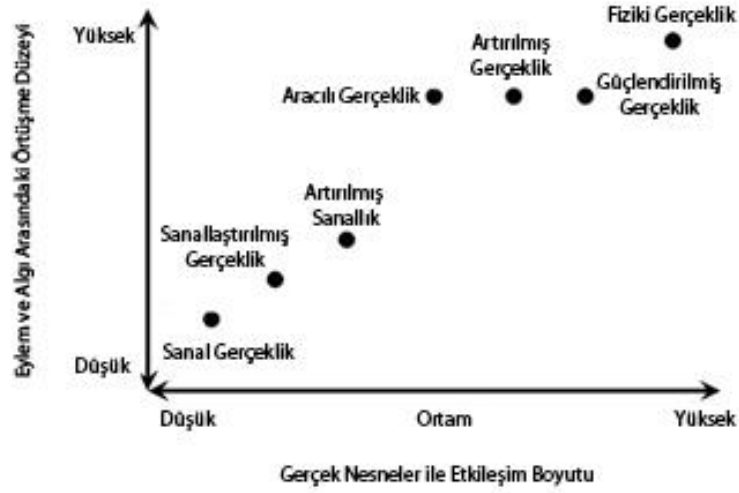 Fiziki Gerçeklik
Yüksek
Artırılmış
Gerçeklik
Aracılı Gerçeklik
Güçlendirilmiş
Gerçeklik
Eylem ve Algı Arasındaki Örtüşme Düzeyi
Artırılmış
Sanallık
Sanallaştırılmış
Gerçeklik
Sanal Gerçeklik
Düşük
Düşük
Ortam
Yüksek
Gerçek Nesneler ile Etkileşim Boyutu